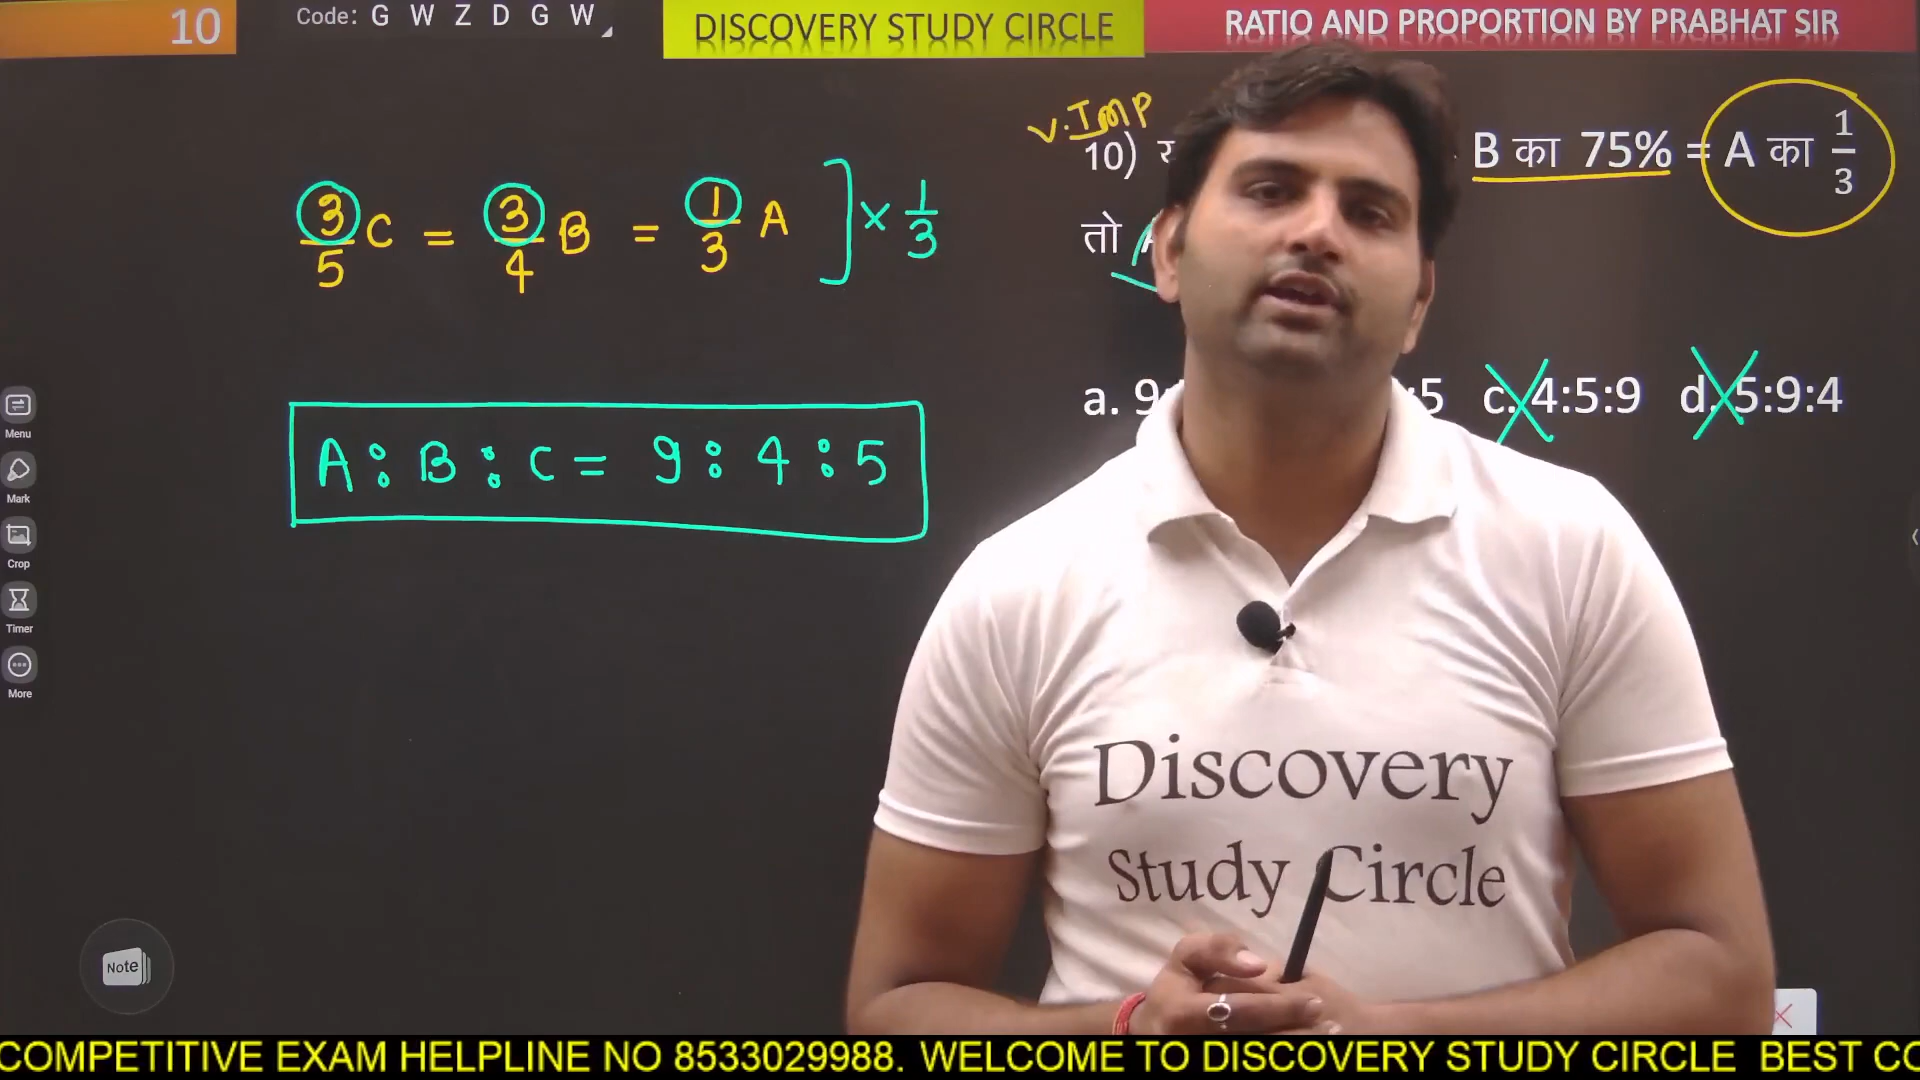 10
Code: G W Z D G W
DISCOVERY STUDY CIRCLE
RATIO AND PROPORTION BY PRABHAT SIR
V. IMP
10) B का 75% = A का 1/3
तो
3/5 C = 3/4 B = 1/3 A ] × 1/3
a. 9: :5 c. 4:5:9 d. 5:9:4
A : B : C = 9 : 4 : 5
Menu
Mark
Crop
Timer
More
Discovery
Study Circle
Note
COMPETITIVE EXAM HELPLINE NO 8533029988. WELCOME TO DISCOVERY STUDY CIRCLE BEST CO